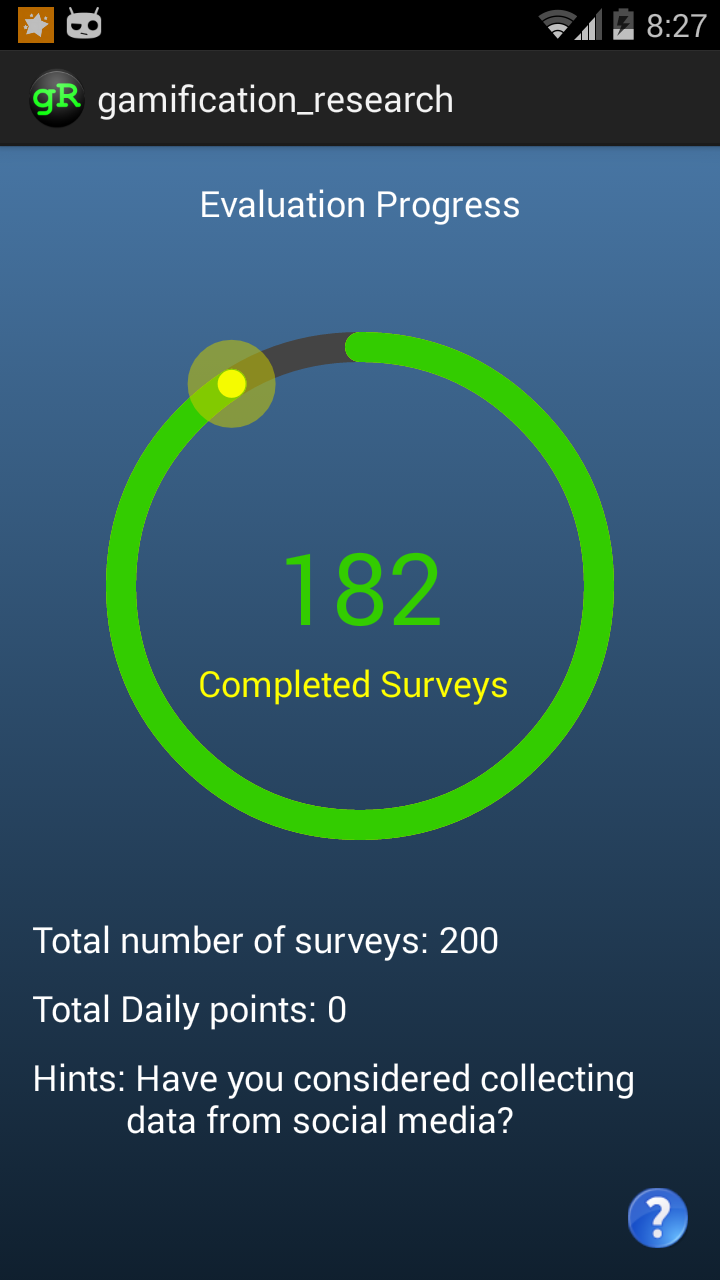 8:27
gR gamification_research
Evaluation Progress
182
Completed Surveys
Total number of surveys: 200
Total Daily points: 0
Hints: Have you considered collecting
data from social media?
?